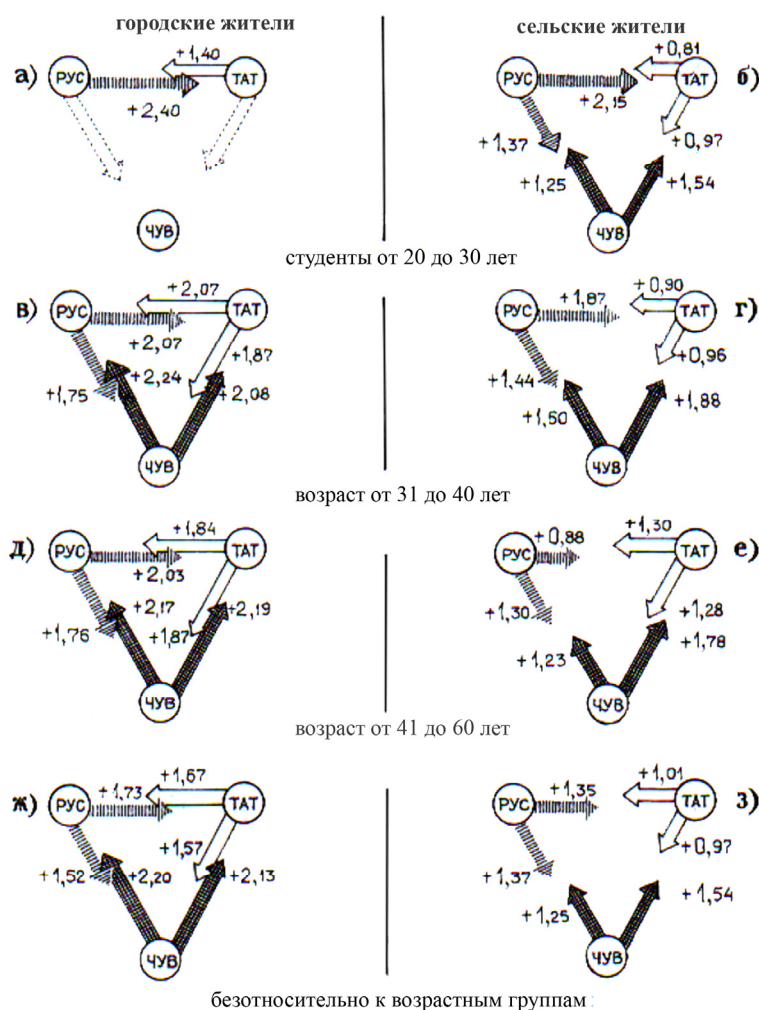 городские жители
сельские жители
а)
РУС
+1,40
ТАТ
+2,40
ЧУВ
РУС
+0,81
ТАТ
б)
+2,15
+1,37
+0,97
+1,25
+1,54
ЧУВ
студенты от 20 до 30 лет
в)
РУС
+2,07
ТАТ
+2,07
+1,87
+2,24
+1,75
+2,08
ЧУВ
РУС
+1,87
+0,90
ТАТ
г)
+0,96
+1,44
+1,60
+1,88
ЧУВ
возраст от 31 до 40 лет
д)
РУС
+1,84
ТАТ
+2,03
+2,17
+2,19
+1,76
+1,87
ЧУВ
РУС
+0,88
+1,30
ТАТ
е)
+1,30
+1,28
+1,23
+1,78
ЧУВ
возраст от 41 до 60 лет
ж)
РУС
+1,73
+1,67
ТАТ
+1,57
+1,52
+2,20
+2,13
ЧУВ
РУС
+1,35
+1,01
ТАТ
з)
+0,97
+1,37
+1,25
+1,54
ЧУВ
безотносительно к возрастным группам: